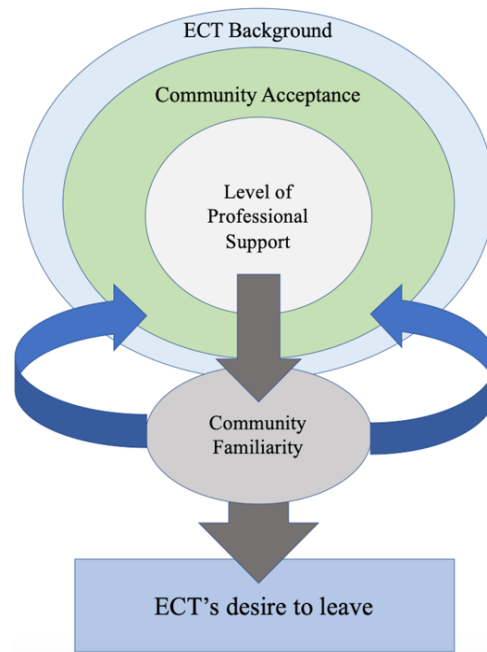 ECT Background
Community Acceptance
Level of
Professional
Support
Community
Familiarity
ECT's desire to leave